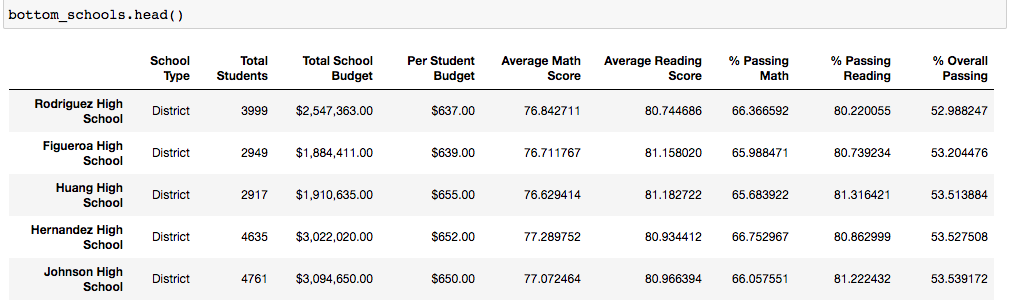 bottom_schools.head()
School Type Total Students Total School Budget Per Student Budget Average Math Score Average Reading Score % Passing Math % Passing Reading % Overall Passing
Rodriguez High School District 3999 $2,547,363.00 $637.00 76.842711 80.744686 66.366592 80.220055 52.988247
Figueroa High School District 2949 $1,884,411.00 $639.00 76.711767 81.158020 65.988471 80.739234 53.204476
Huang High School District 2917 $1,910,635.00 $655.00 76.629414 81.182722 65.683922 81.316421 53.513884
Hernandez High School District 4635 $3,022,020.00 $652.00 77.289752 80.934412 66.752967 80.862999 53.527508
Johnson High School District 4761 $3,094,650.00 $650.00 77.072464 80.966394 66.057551 81.222432 53.539172